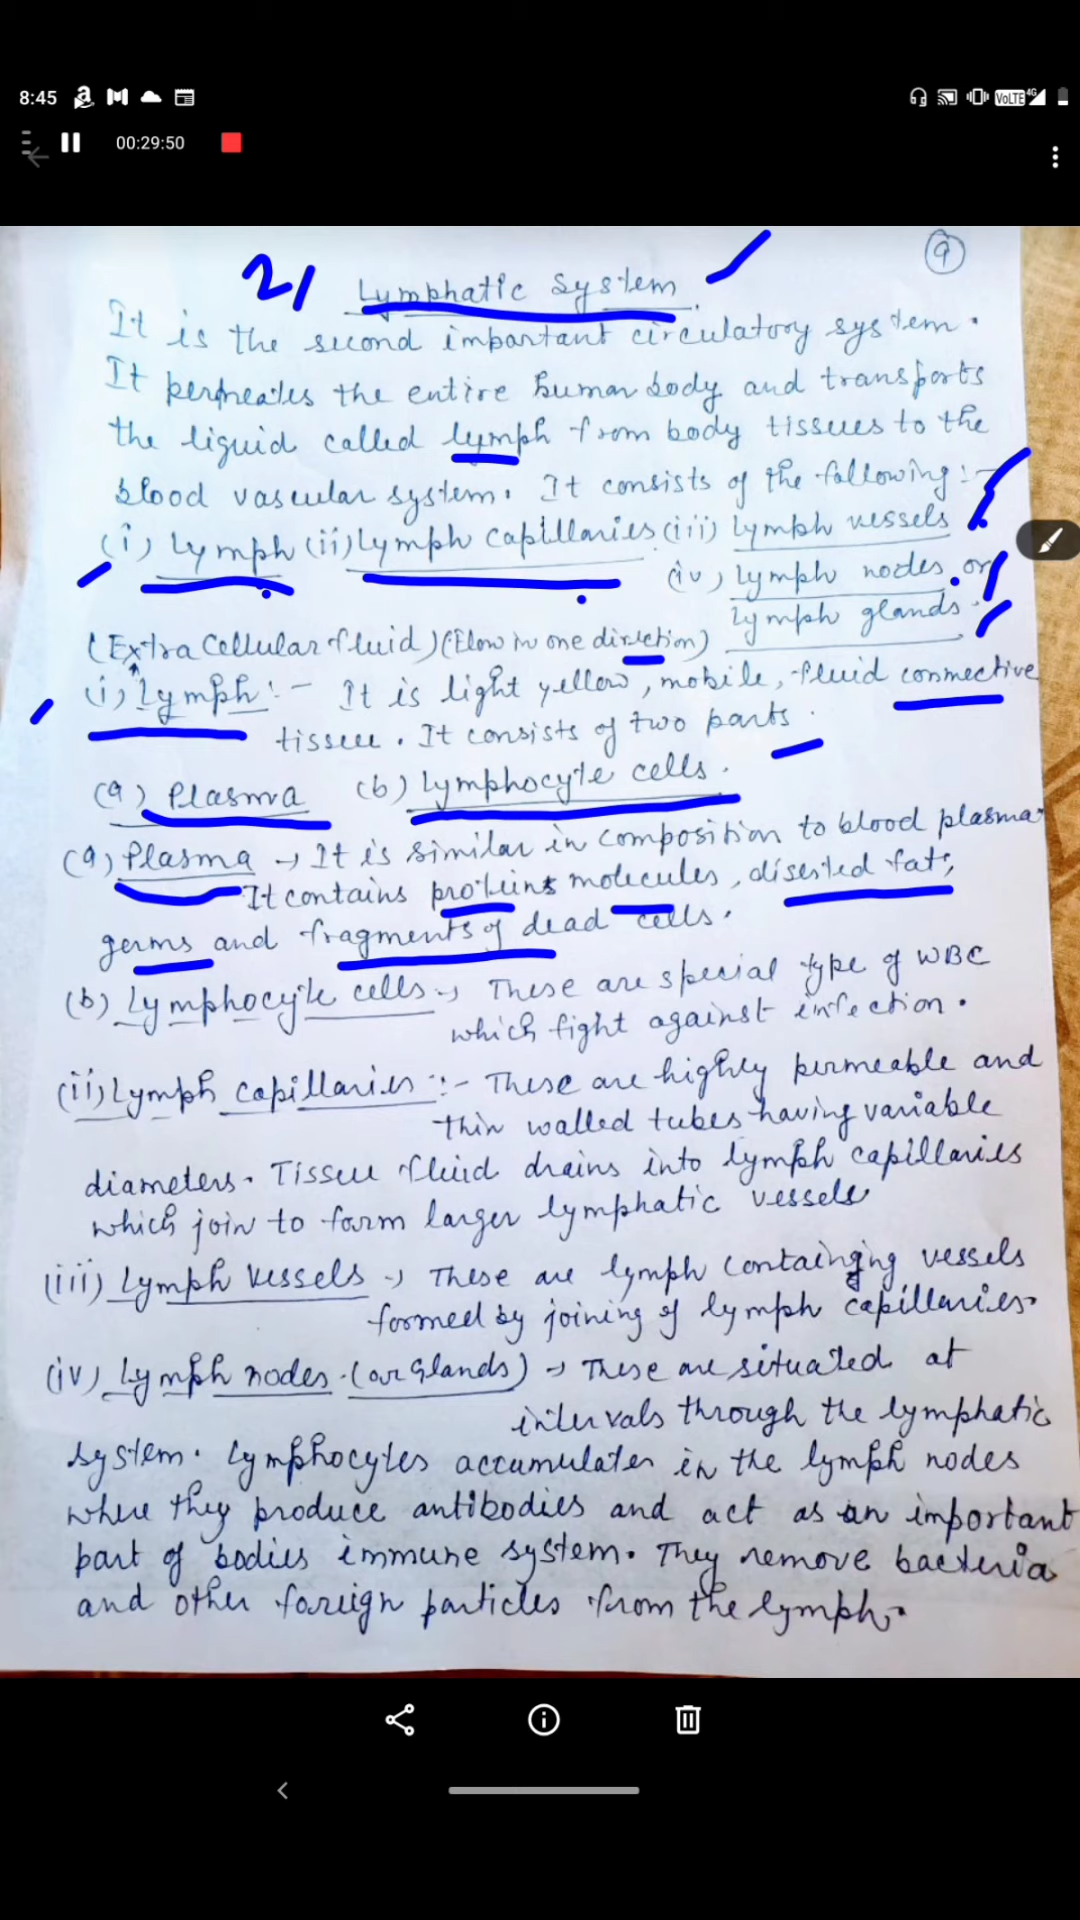 8:45
VoLTE 4G
00:29:50
9
21 Lymphatic System
It is the second important circulatory system.
It permeates the entire human body and transports
the liquid called lymph from body tissues to the
blood vascular system. It consists of the following :-
(i) Lymph (ii) Lymph capillaries (iii) Lymph vessels
(iv) Lymph nodes or
Lymph glands.
(Extra Cellular fluid) (Flow in one direction)
(i) Lymph :- It is light yellow, mobile, fluid connective
tissue. It consists of two parts.
(a) Plasma (b) Lymphocyte cells.
(a) Plasma → It is similar in composition to blood plasma.
It contains proteins molecules, disested fats,
germs and fragments of dead cells.
(b) Lymphocyte cells → These are special type of WBC
which fight against infection.
(ii) Lymph capillaries :- These are highly permeable and
thin walled tubes having variable
diameters. Tissue fluid drains into lymph capillaries
which join to form larger lymphatic vessels
(iii) Lymph Vessels → These are lymph containging vessels
formed by joining of lymph capillaries.
(iv) Lymph nodes (or Glands) → These are situated at
intervals through the lymphatic
system. Lymphocytes accumulates in the lymph nodes
where they produce antibodies and act as an important
part of bodies immune system. They remove bacteria
and other foreign particles from the lymph.